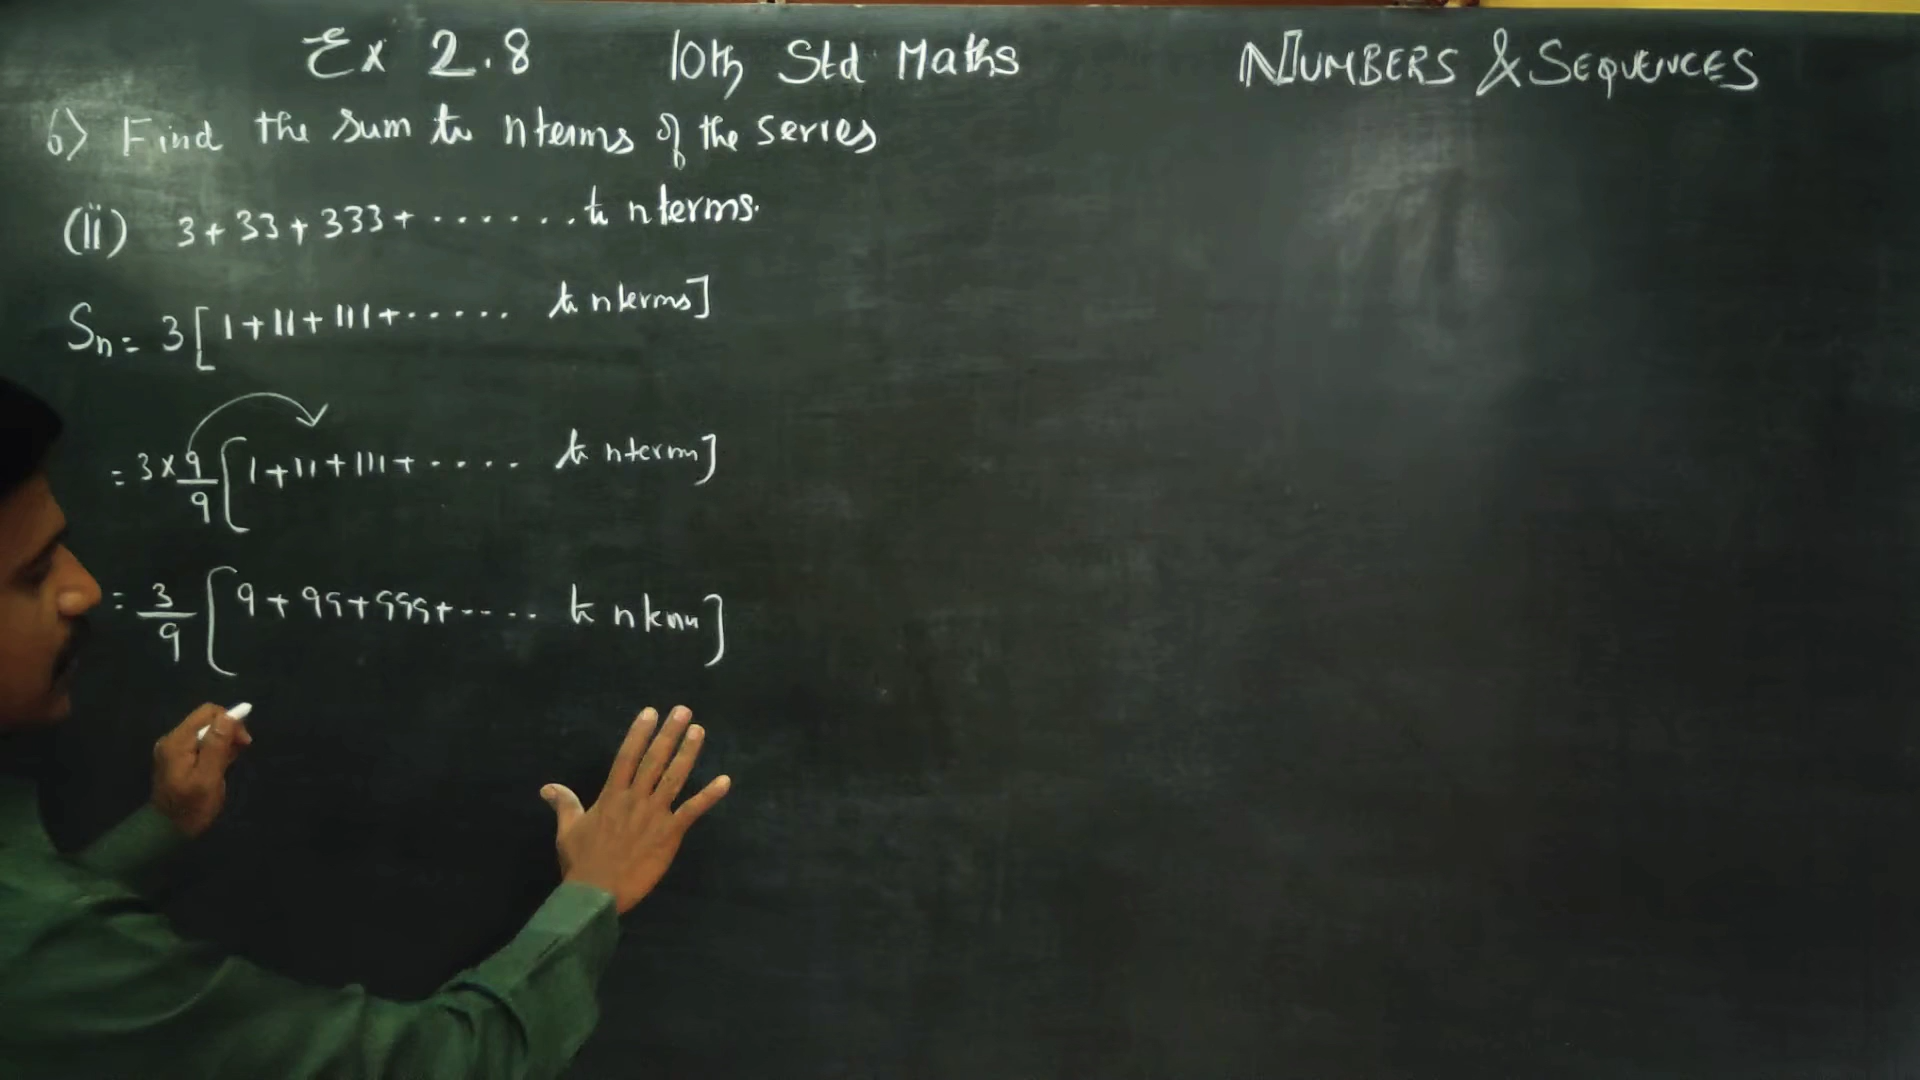 Ex 2.8 10th Std Maths NUMBERS & SEQUENCES
6) Find the sum to n terms of the series
(ii) 3 + 33 + 333 + ....... to n terms.
Sn = 3 [ 1 + 11 + 111 + ..... to n terms ]
= 3 × 9/9 [ 1 + 11 + 111 + .... to n terms ]
= 3/9 [ 9 + 99 + 999 + .... to n terms ]